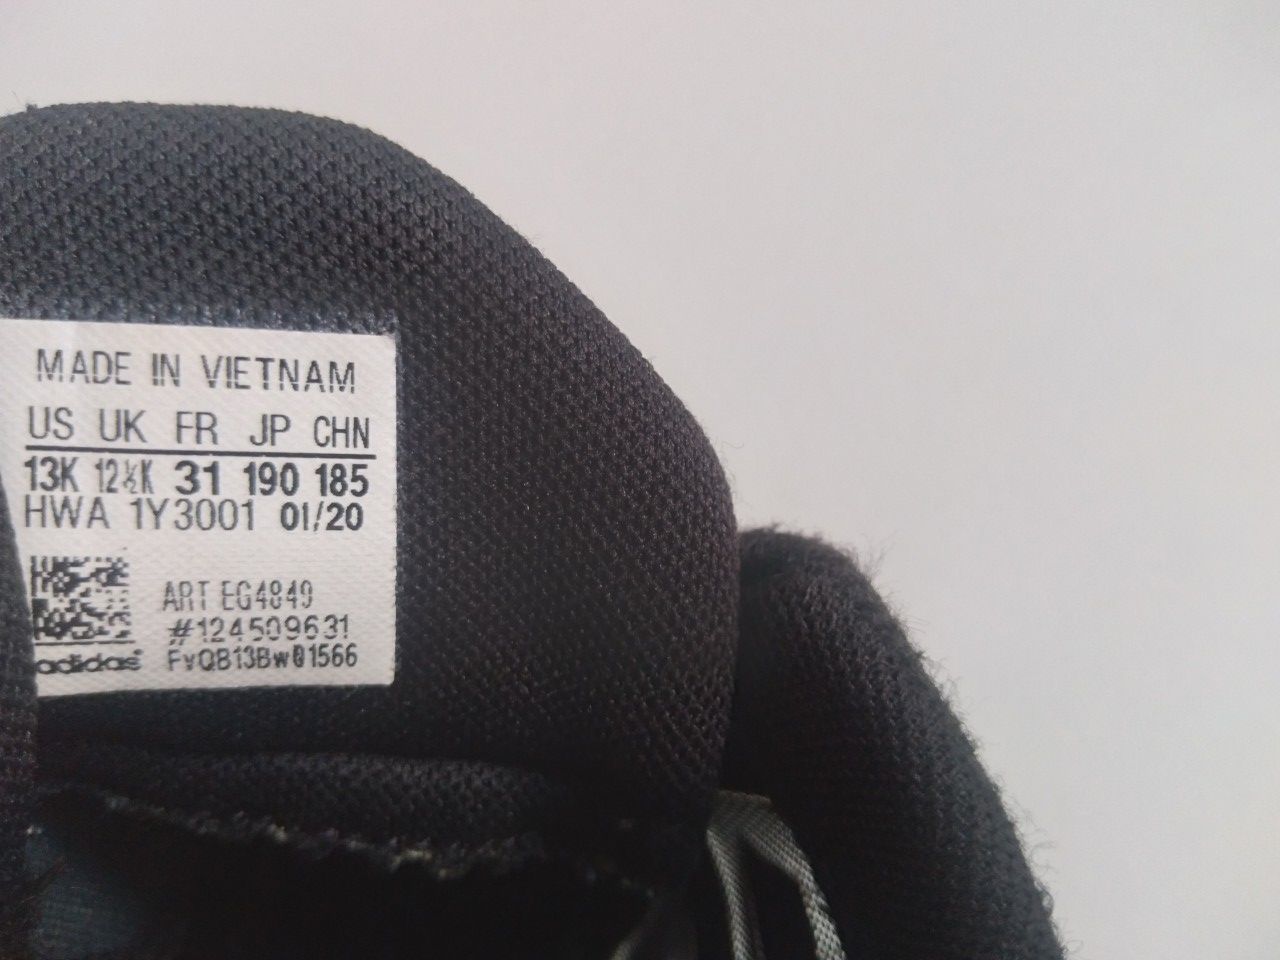 MADE IN VIETNAM
US UK FR JP CHN
13K 12½K 31 190 185
HWA 1Y3001 01/20
ART EG4849
#124509631
FvQB13Bw01566
adidas